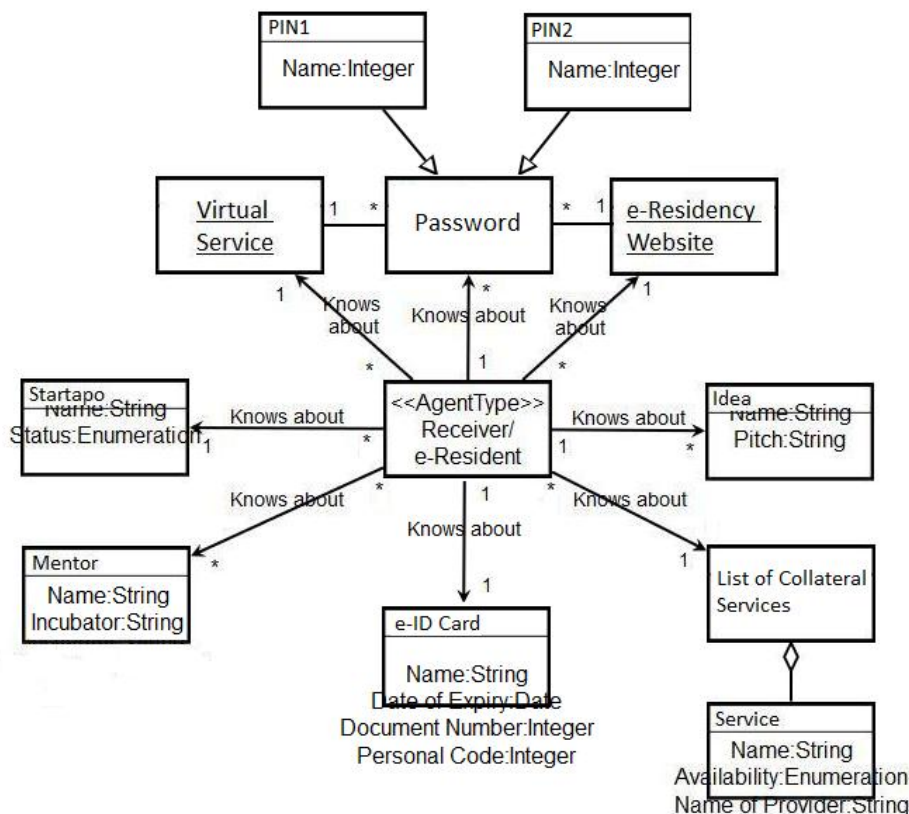 PIN1
Name:Integer
PIN2
Name:Integer
Virtual
Service
1
*
Password
*
1
e-Residency
Website
1
Knows
about
*
*
Knows about
1
1
Knows
about
*
Startapo
Name:String
Status:Enumeration
1
Knows about
*
<<AgentType>>
Receiver/
e-Resident
Knows about
1
*
Idea
Name:String
Pitch:String
Knows about
*
*
1
Knows about
1
*
Knows about
1
Mentor
Name:String
Incubator:String
e-ID Card
Name:String
Date of Expiry:Date
Document Number:Integer
Personal Code:Integer
List of Collateral
Services
Service
Name:String
Availability:Enumeration
Name of Provider:String